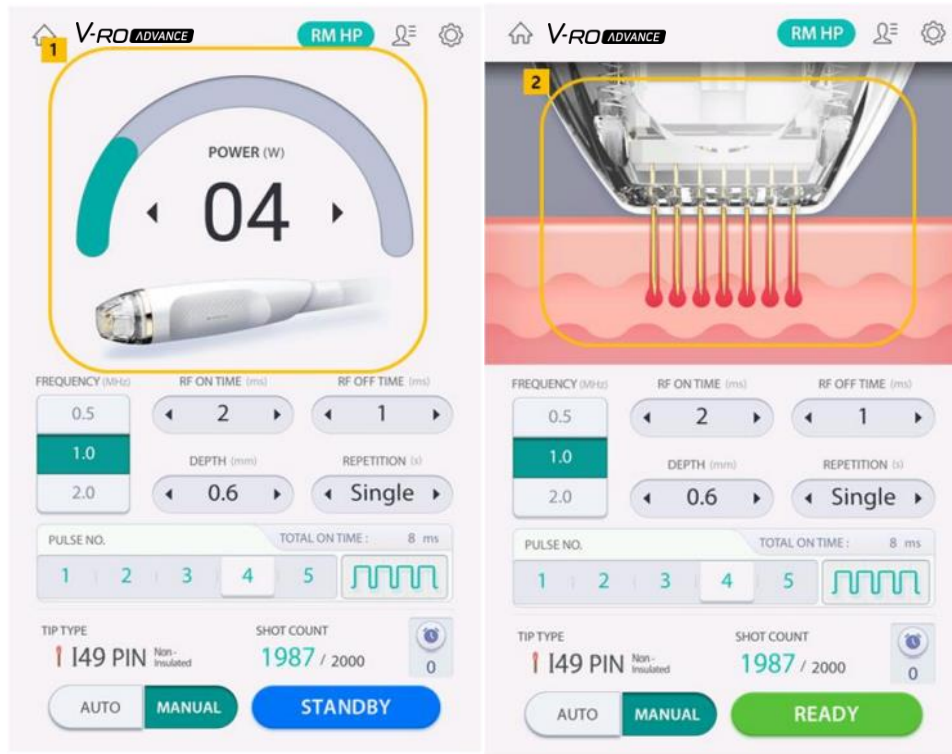 1
V-RO ADVANCE RM HP
POWER (W)
04
FREQUENCY (MHz) RF ON TIME (ms) RF OFF TIME (ms)
0.5
1.0
2.0
2 1
DEPTH (mm) REPETITION (s)
0.6 Single
PULSE NO. TOTAL ON TIME : 8 ms
1 2 3 4 5
TIP TYPE SHOT COUNT
I49 PIN Non-
Insulated
1987 / 2000
0
AUTO MANUAL STANDBY
V-RO ADVANCE RM HP
2
FREQUENCY (MHz) RF ON TIME (ms) RF OFF TIME (ms)
0.5
1.0
2.0
2 1
DEPTH (mm) REPETITION (s)
0.6 Single
PULSE NO. TOTAL ON TIME : 8 ms
1 2 3 4 5
TIP TYPE SHOT COUNT
I49 PIN Non-
Insulated
1987 / 2000
0
AUTO MANUAL READY